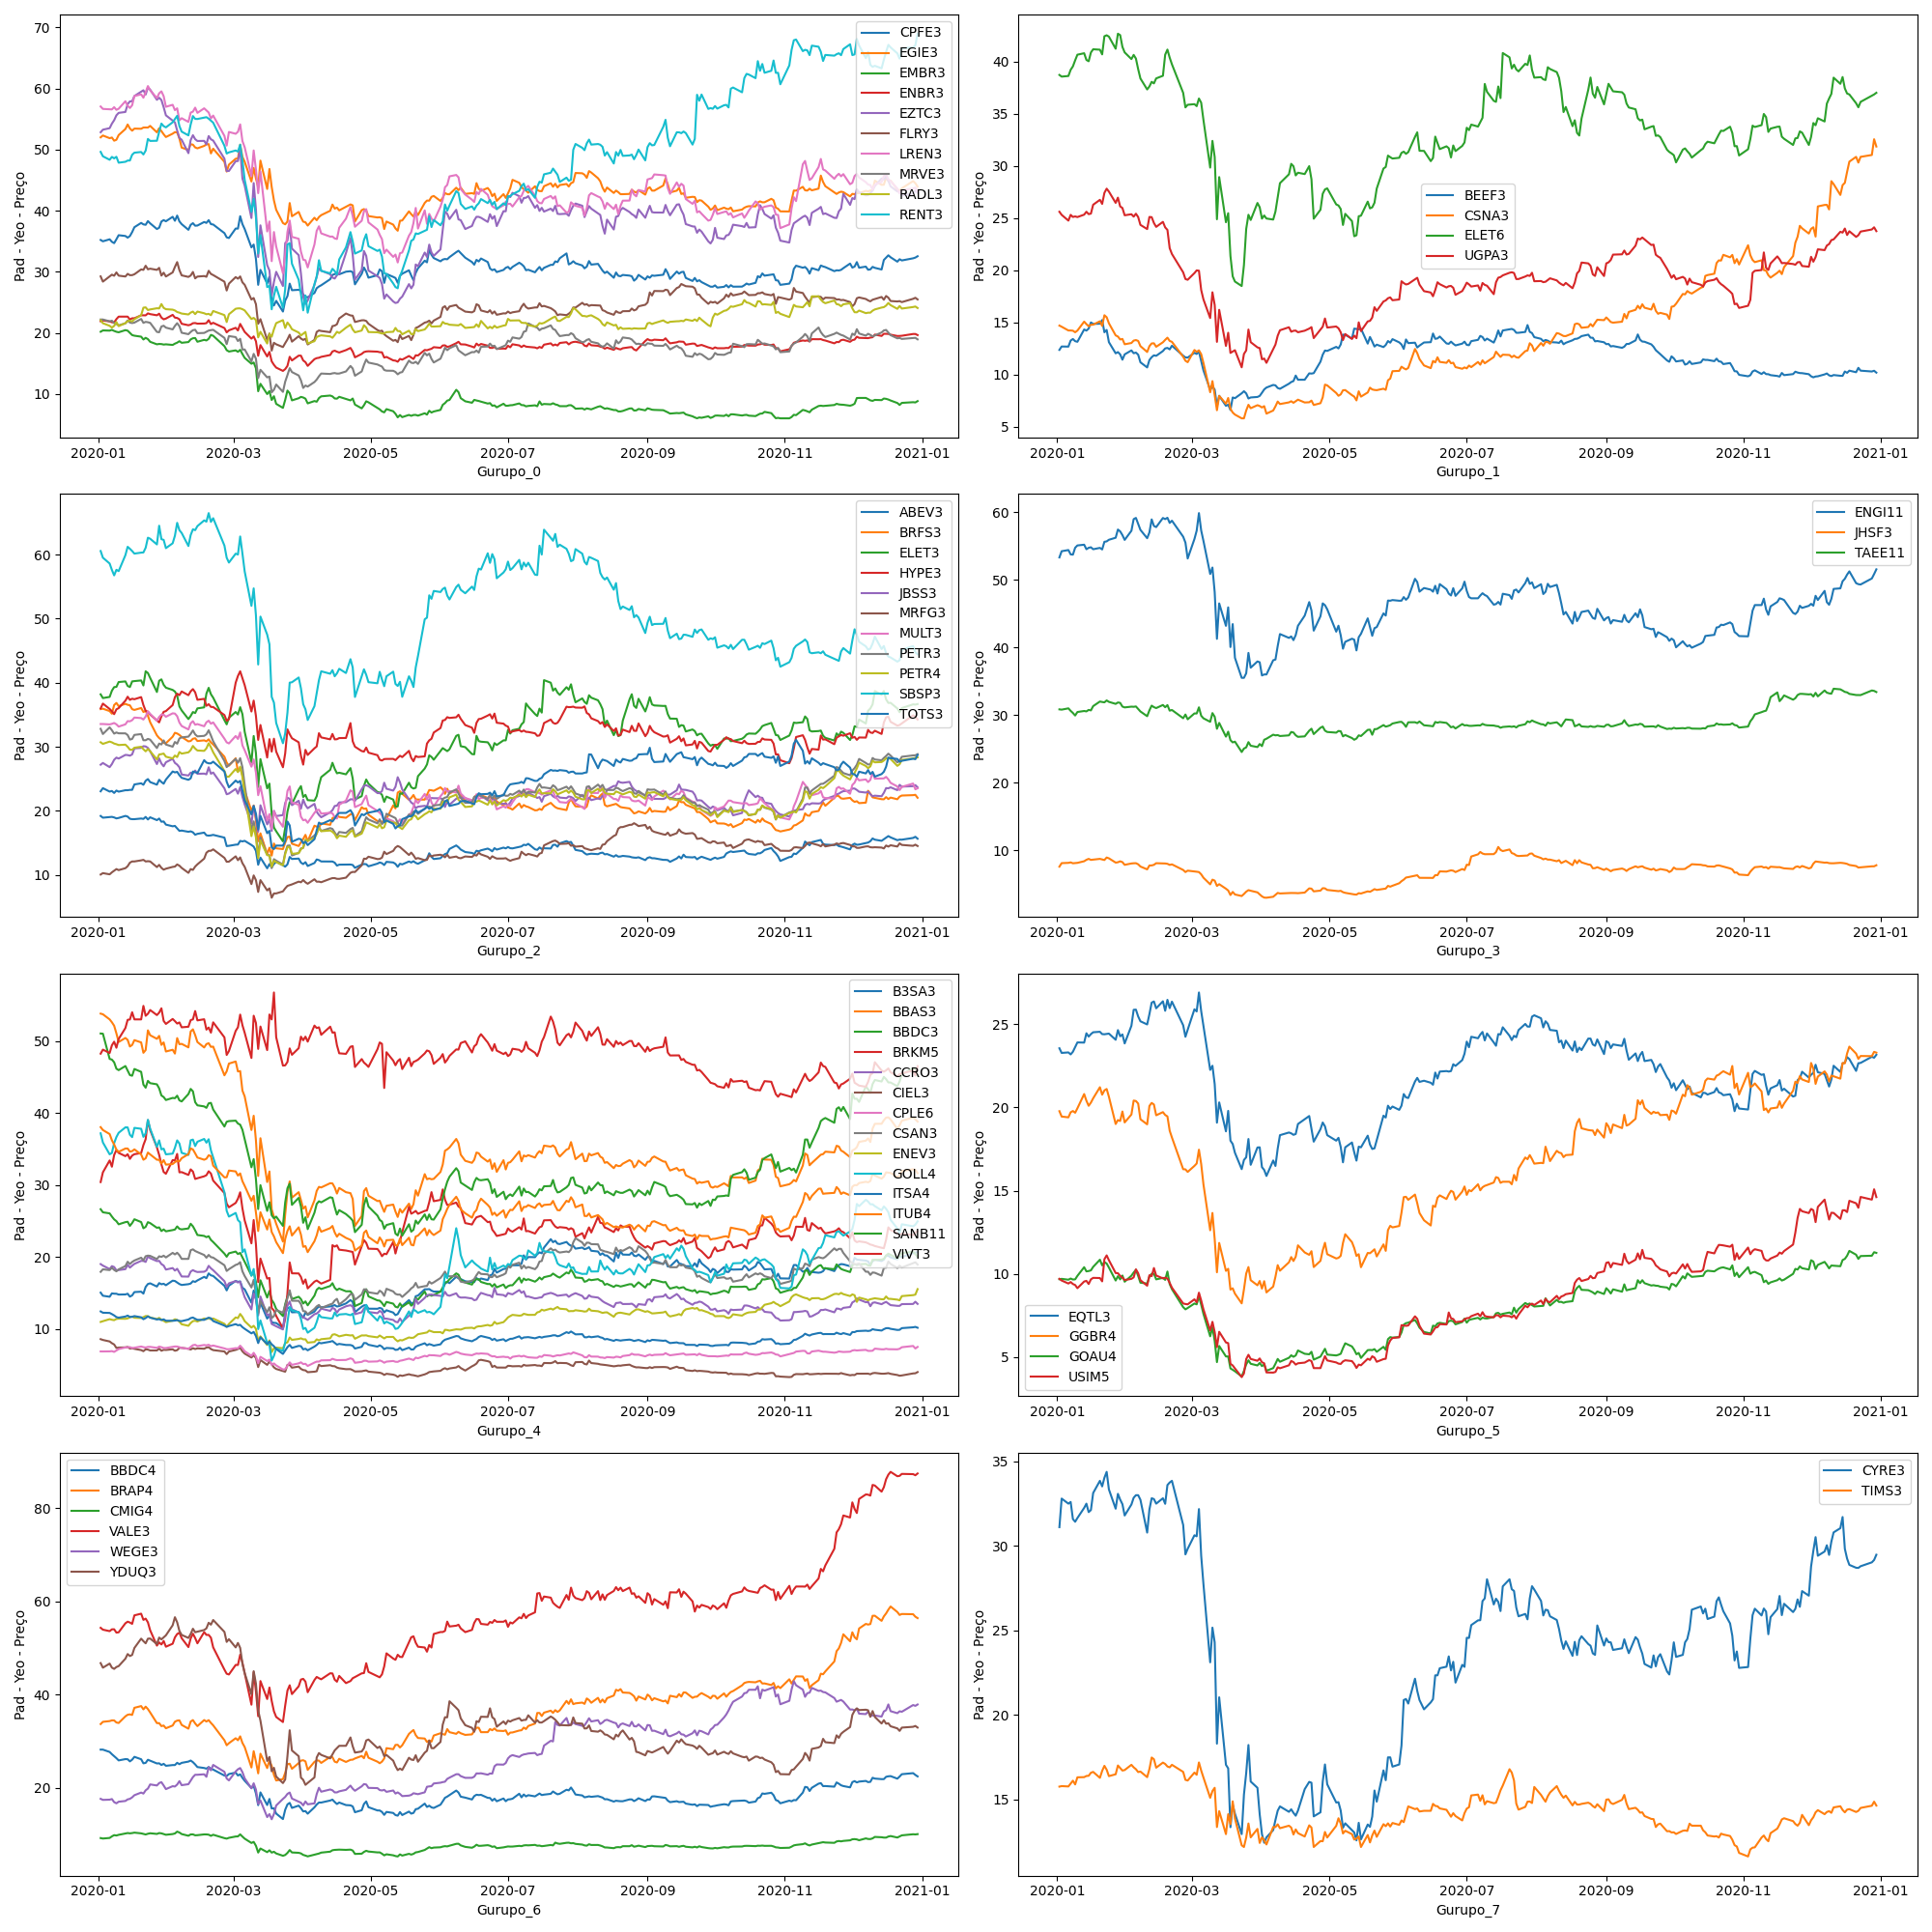 70
60
50
40
30
20
10
Pad - Yeo - Preço
CPFE3
EGIE3
EMBR3
ENBR3
EZTC3
FLRY3
LREN3
MRVE3
RADL3
RENT3
2020-01 2020-03 2020-05 2020-07 2020-09 2020-11 2021-01
Gurupo_0
40
35
30
25
20
15
10
5
Pad - Yeo - Preço
BEEF3
CSNA3
ELET6
UGPA3
2020-01 2020-03 2020-05 2020-07 2020-09 2020-11 2021-01
Gurupo_1
60
50
40
30
20
10
Pad - Yeo - Preço
ABEV3
BRFS3
ELET3
HYPE3
JBSS3
MRFG3
MULT3
PETR3
PETR4
SBSP3
TOTS3
2020-01 2020-03 2020-05 2020-07 2020-09 2020-11 2021-01
Gurupo_2
60
50
40
30
20
10
Pad - Yeo - Preço
ENGI11
JHSF3
TAEE11
2020-01 2020-03 2020-05 2020-07 2020-09 2020-11 2021-01
Gurupo_3
50
40
30
20
10
Pad - Yeo - Preço
B3SA3
BBAS3
BBDC3
BRKM5
CCRO3
CIEL3
CPLE6
CSAN3
ENEV3
GOLL4
ITSA4
ITUB4
SANB11
VIVT3
2020-01 2020-03 2020-05 2020-07 2020-09 2020-11 2021-01
Gurupo_4
25
20
15
10
5
Pad - Yeo - Preço
EQTL3
GGBR4
GOAU4
USIM5
2020-01 2020-03 2020-05 2020-07 2020-09 2020-11 2021-01
Gurupo_5
80
60
40
20
Pad - Yeo - Preço
BBDC4
BRAP4
CMIG4
VALE3
WEGE3
YDUQ3
2020-01 2020-03 2020-05 2020-07 2020-09 2020-11 2021-01
Gurupo_6
35
30
25
20
15
Pad - Yeo - Preço
CYRE3
TIMS3
2020-01 2020-03 2020-05 2020-07 2020-09 2020-11 2021-01
Gurupo_7